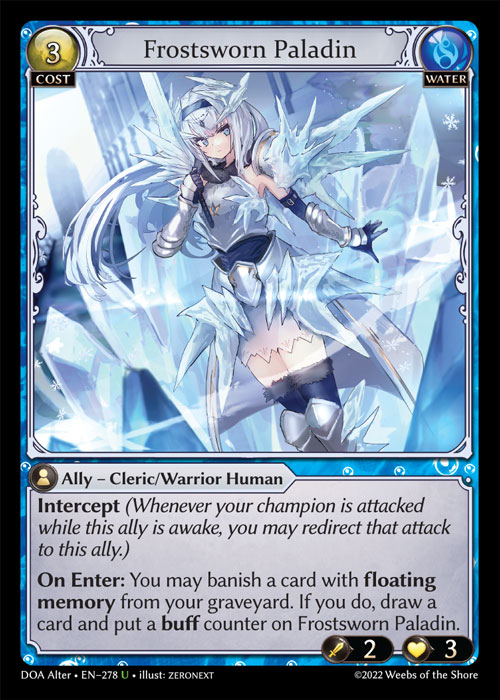 3
Frostsworn Paladin
COST
WATER
Ally – Cleric/Warrior Human
Intercept (Whenever your champion is attacked
while this ally is awake, you may redirect that attack
to this ally.)
On Enter: You may banish a card with floating
memory from your graveyard. If you do, draw a
card and put a buff counter on Frostsworn Paladin.
2
3
DOA Alter • EN–278 U • illust: ZERONEXT
©2022 Weebs of the Shore